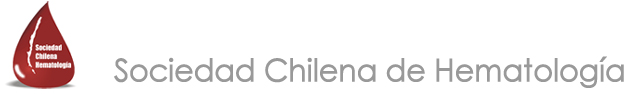 Sociedad
Chilena
Hematología
Sociedad Chilena de Hematología